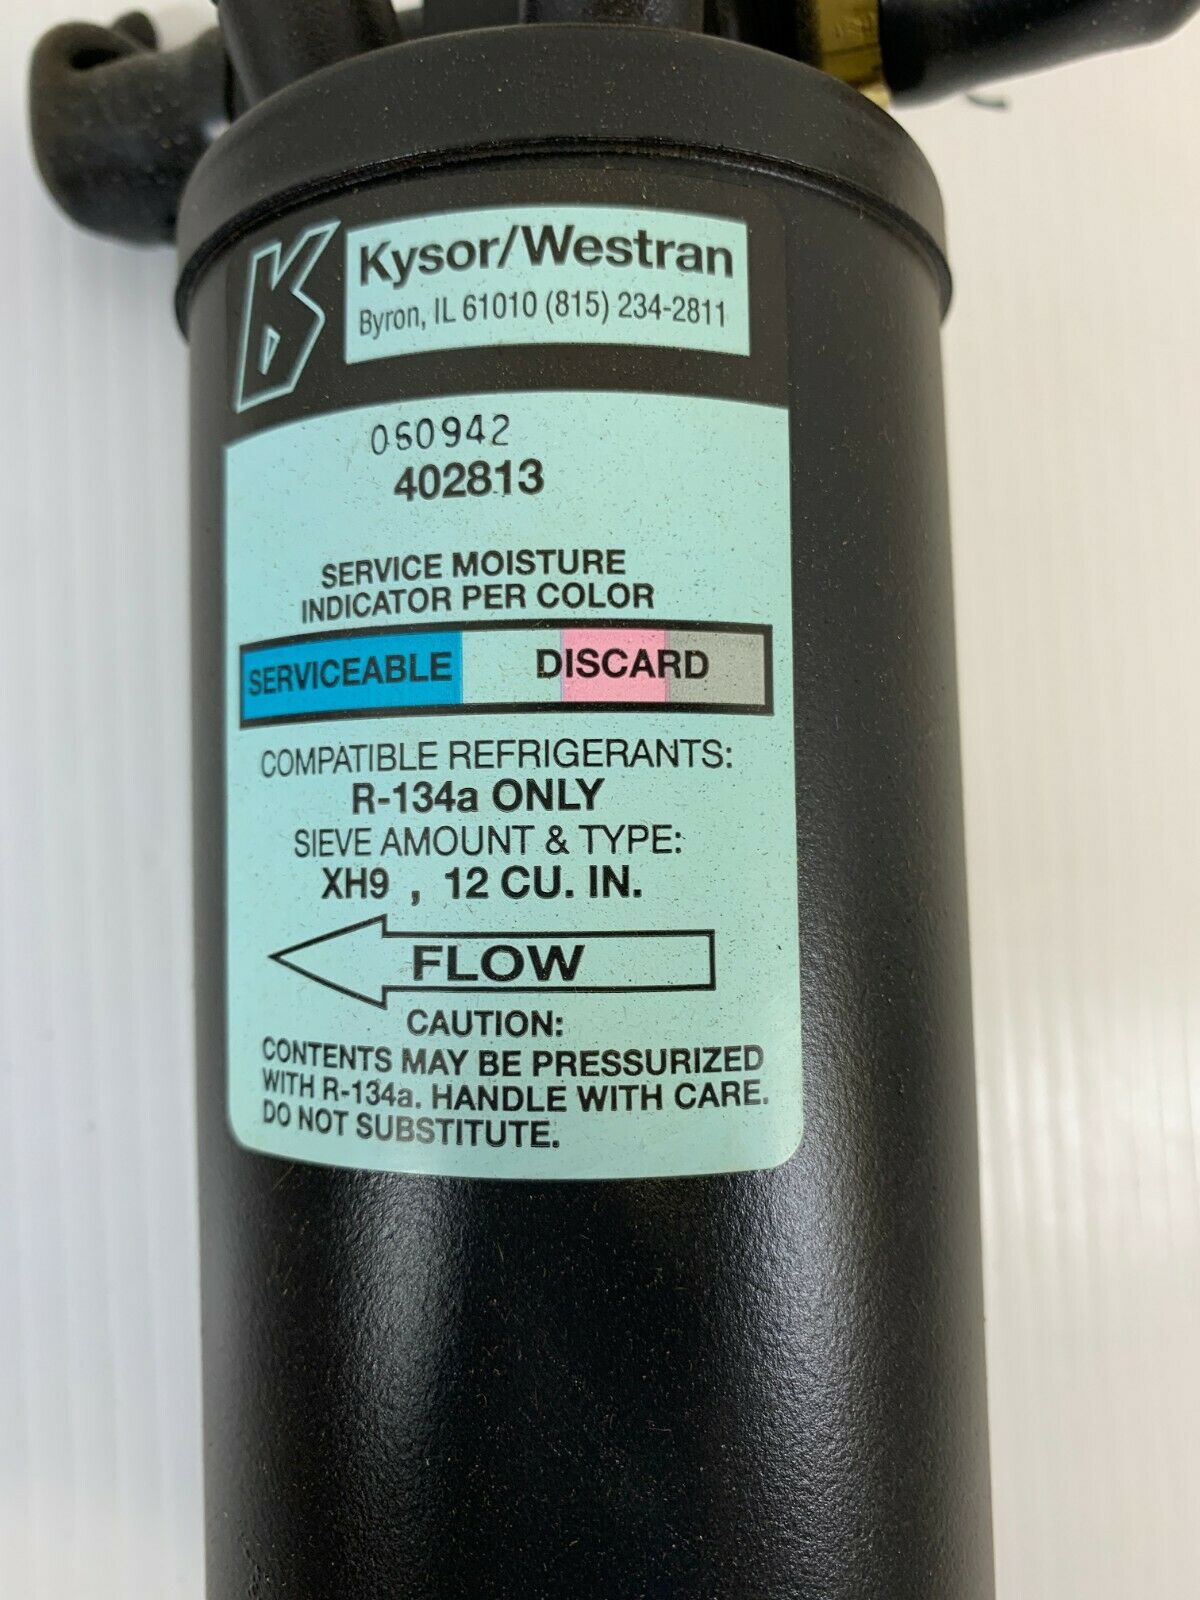 Kysor/Westran
Byron, IL 61010 (815) 234-2811
060942
402813
SERVICE MOISTURE
INDICATOR PER COLOR
SERVICEABLE DISCARD
COMPATIBLE REFRIGERANTS:
R-134a ONLY
SIEVE AMOUNT & TYPE:
XH9 , 12 CU. IN.
FLOW
CAUTION:
CONTENTS MAY BE PRESSURIZED
WITH R-134a. HANDLE WITH CARE.
DO NOT SUBSTITUTE.